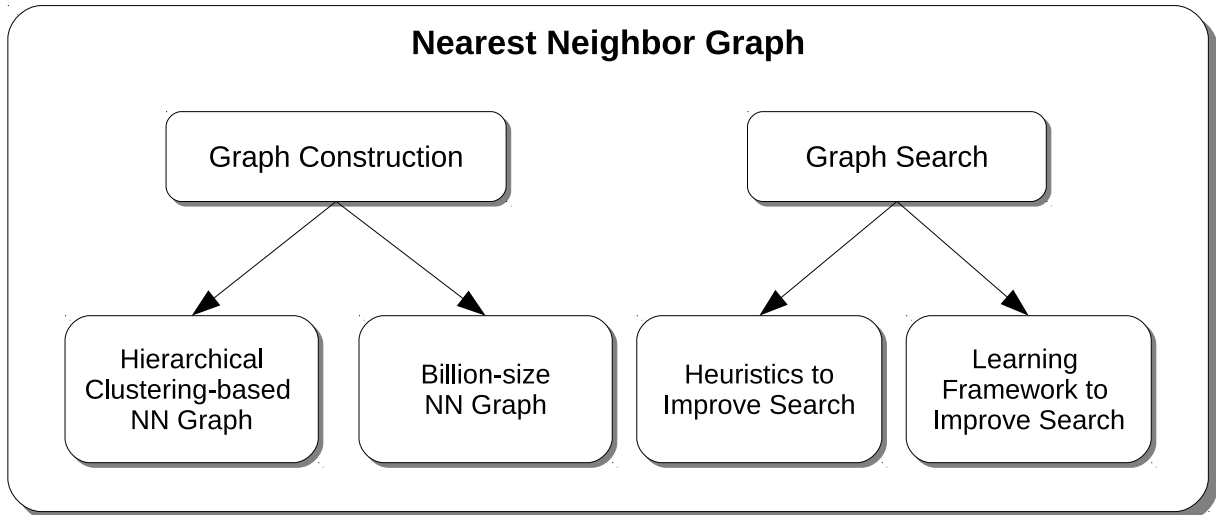 Nearest Neighbor Graph
Graph Construction
Graph Search
Hierarchical
Clustering-based
NN Graph
Billion-size
NN Graph
Heuristics to
Improve Search
Learning
Framework to
Improve Search